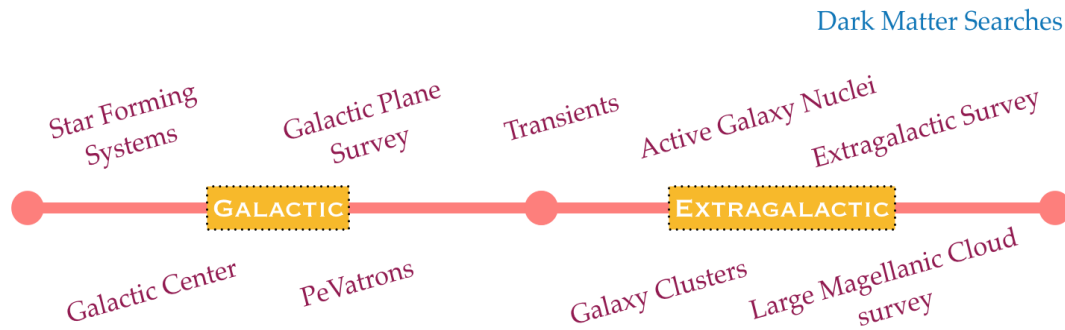 Dark Matter Searches
Star Forming
Systems
Galactic Plane
Survey
Transients
Active Galaxy Nuclei
Extragalactic Survey
GALACTIC
EXTRAGALACTIC
Galactic Center
PeVatrons
Galaxy Clusters
Large Magellanic Cloud
survey